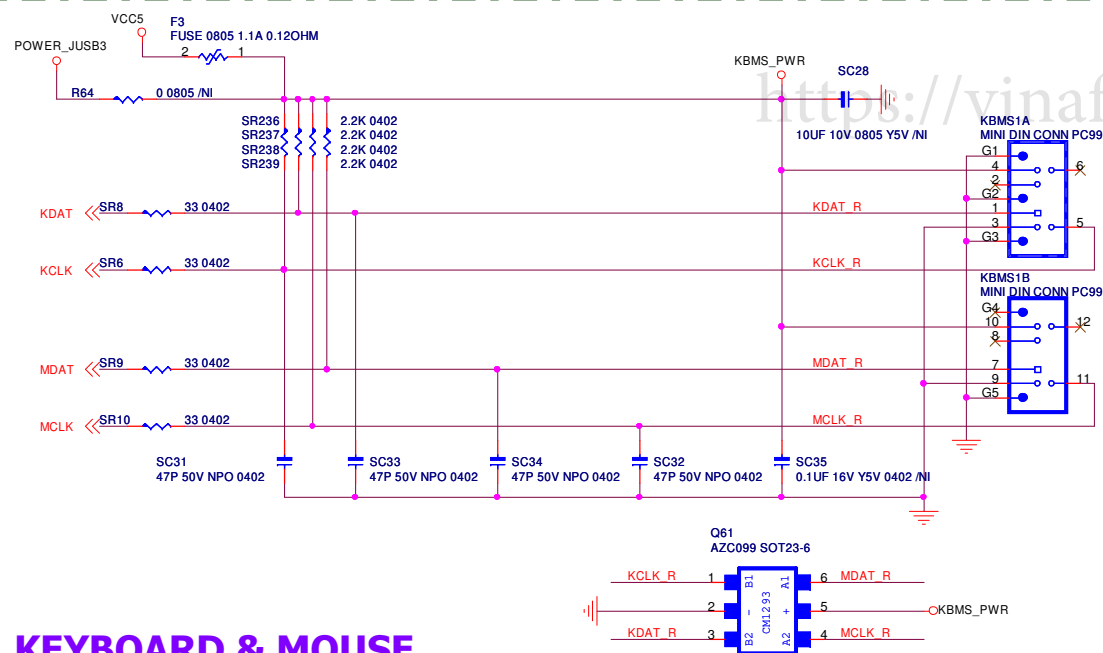 VCC5
F3
FUSE 0805 1.1A 0.12OHM
POWER_JUSB3
2 1
KBMS_PWR
SC28
R64 0 0805 /NI
https://vinaf
SR236 2.2K 0402
SR237 2.2K 0402
SR238 2.2K 0402
SR239 2.2K 0402
10UF 10V 0805 Y5V /NI
KBMS1A
MINI DIN CONN PC99
G1
4 6
2
G2
KDAT SR8 33 0402 KDAT_R 1
3 5
G3
KCLK SR6 33 0402 KCLK_R
KBMS1B
MINI DIN CONN PC99
G4
10 12
8
MDAT SR9 33 0402 MDAT_R 7
9 11
G5
MCLK SR10 33 0402 MCLK_R
SC31 SC33 SC34 SC32 SC35
47P 50V NPO 0402 47P 50V NPO 0402 47P 50V NPO 0402 47P 50V NPO 0402 0.1UF 16V Y5V 0402 /NI
Q61
AZC099 SOT23-6
KCLK_R 1 B1 A1 6 MDAT_R
2 - CM1293 + 5 KBMS_PWR
KDAT_R 3 B2 A2 4 MCLK_R
KEYBOARD & MOUSE